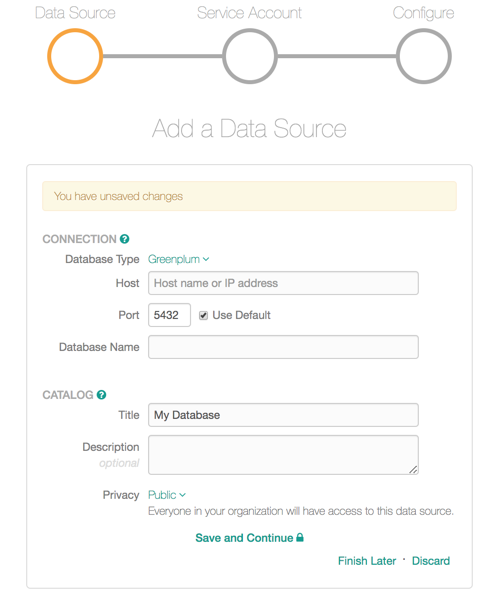 Data Source Service Account Configure
Add a Data Source
You have unsaved changes
CONNECTION ?
Database Type Greenplum
Host Host name or IP address
Port 5432 Use Default
Database Name
CATALOG ?
Title My Database
Description
optional
Privacy Public
Everyone in your organization will have access to this data source.
Save and Continue
Finish Later · Discard